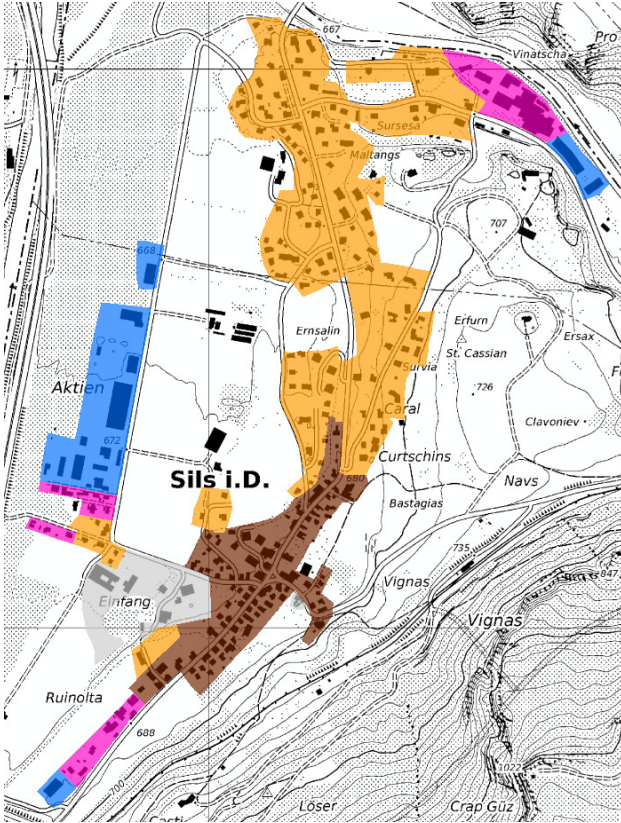 667
Vinatscha
Pro
Sursesa
Maltangs
707
668
Ernsalin
Erfurn
Ersax
St. Cassian
Survia
726
Aktien
Caral
Clavoniev
672
Curtschins
Sils i.D.
680
Navs
Bastagias
735
Vignas
847
Einfang
Vignas
Ruinolta
688
1022
700
Löser
Crap Güz
Casti